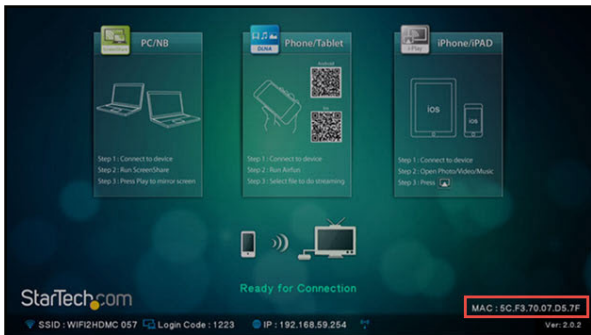 PC/NB
Step 1 : Connect to device
Step 2 : Run ScreenShare
Step 3 : Press Play to mirror screen
DLNA
Phone/Tablet
Android
Step 1 : Connect to device
Step 2 : Run Airfun
Step 3 : Select file to do streaming
i-Play
iPhone/iPAD
iOS
iOS
Step 1 : Connect to device
Step 2 : Open Photo/Video/Music
Step 3 : Press
Ready for Connection
StarTech.com
MAC : 5C.F3.70.07.D5.7F
SSID : WIFI2HDMC 057 Login Code : 1223 IP : 192.168.59.254 Ver: 2.0.2